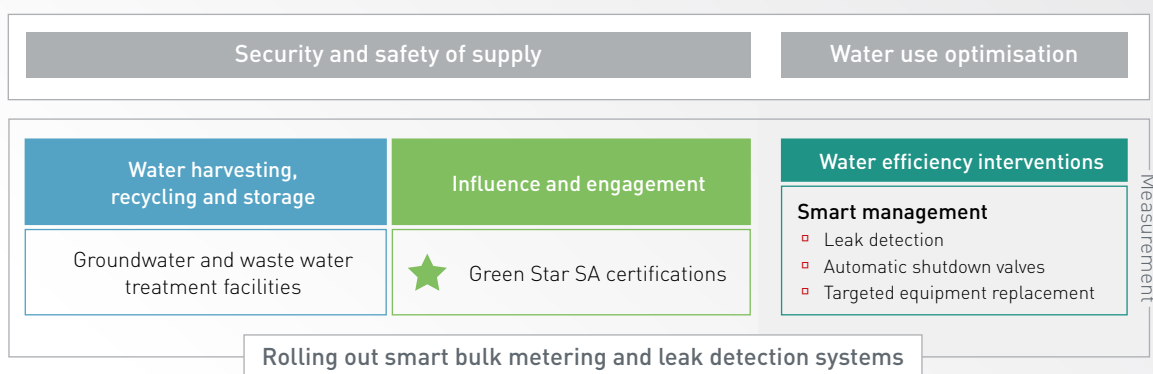 Security and safety of supply
Water use optimisation
Water harvesting,
recycling and storage
Groundwater and waste water
treatment facilities
Influence and engagement
Green Star SA certifications
Water efficiency interventions
Smart management
Leak detection
Automatic shutdown valves
Targeted equipment replacement
Measurement
Rolling out smart bulk metering and leak detection systems